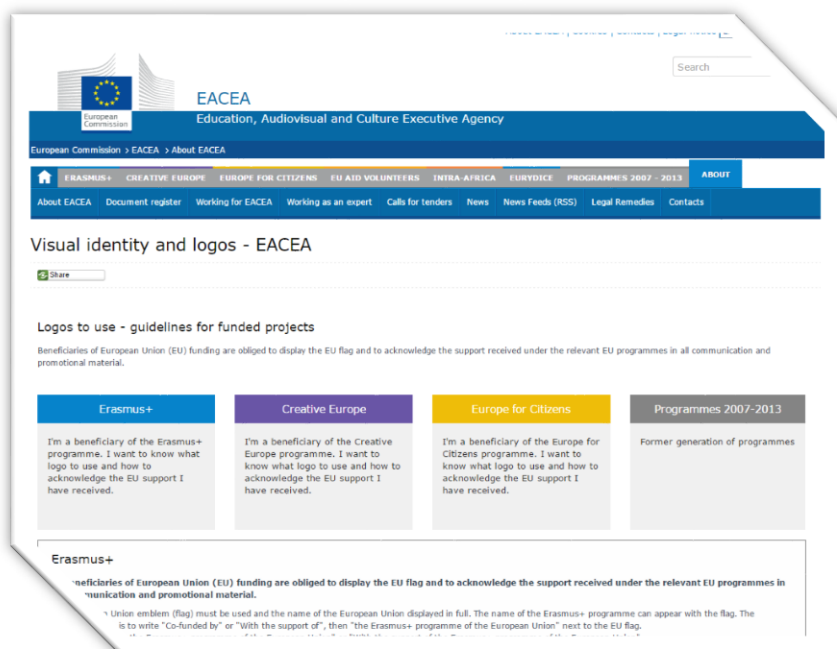 Search
European
Commission
EACEA
Education, Audiovisual and Culture Executive Agency
European Commission > EACEA > About EACEA
ERASMUS+ CREATIVE EUROPE EUROPE FOR CITIZENS EU AID VOLUNTEERS INTRA-AFRICA EURYDICE PROGRAMMES 2007 - 2013 ABOUT
About EACEA Document register Working for EACEA Working as an expert Calls for tenders News News Feeds (RSS) Legal Remedies Contacts
Visual identity and logos - EACEA
Share
Logos to use - guidelines for funded projects
Beneficiaries of European Union (EU) funding are obliged to display the EU flag and to acknowledge the support received under the relevant EU programmes in all communication and
promotional material.
Erasmus+
I'm a beneficiary of the Erasmus+
programme. I want to know what
logo to use and how to
acknowledge the EU support I
have received.
Creative Europe
I'm a beneficiary of the Creative
Europe programme. I want to
know what logo to use and how to
acknowledge the EU support I
have received.
Europe for Citizens
I'm a beneficiary of the Europe for
Citizens programme. I want to
know what logo to use and how to
acknowledge the EU support I
have received.
Programmes 2007-2013
Former generation of programmes
Erasmus+
of European Union (EU) funding are obliged to display the EU flag and to acknowledge the support received under the relevant EU programmes in
and promotional material.
Union emblem (flag) must be used and the name of the European Union displayed in full. The name of the Erasmus+ programme can appear with the flag. The
is to write "Co-funded by" or "With the support of", then "the Erasmus+ programme of the European Union" next to the EU flag.